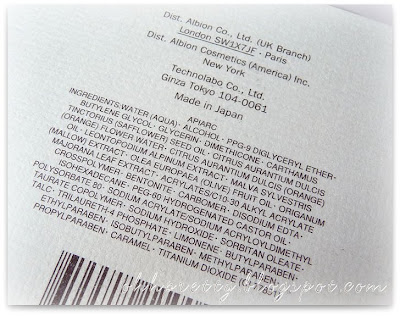 Dist. Albion Co., Ltd. (UK Branch)
London SW1X7JF · Paris
Dist. Albion Cosmetics (America) Inc.
New York
Technolabo Co., Ltd.
Ginza Tokyo 104-0061
Made in Japan
APIARC
INGREDIENTS:WATER (AQUA)· ALCOHOL · PPG-9 DIGLYCERYL ETHER·
BUTYLENE GLYCOL· GLYCERIN· DIMETHICONE · CARTHAMUS
TINCTORIUS (SAFFLOWER) SEED OIL · CITRUS AURANTIUM DULCIS
(ORANGE) FLOWER WATER · CITRUS AURANTIUM DULCIS (ORANGE)
OIL · LEONTOPODIUM ALPINUM EXTRACT · MALVA SYLVESTRIS
(MALLOW) EXTRACT · OLEA EUROPAEA (OLIVE) FRUIT OIL · ORIGANUM
MAJORANA LEAF EXTRACT · ACRYLATES/C10-30 ALKYL ACRYLATE
CROSSPOLYMER · BENTONITE · CARBOMER · DISODIUM EDTA ·
ISOHEXADECANE · PEG-60 HYDROGENATED CASTOR OIL ·
POLYSORBATE 80 · SODIUM ACRYLATE/SODIUM ACRYLOYLDIMETHYL
TAURATE COPOLYMER · SODIUM HYDROXIDE · SORBITAN OLEATE ·
TALC · TRILAURETH-4 PHOSPHATE · LIMONENE · BUTYLPARABEN ·
ETHYLPARABEN · ISOBUTYLPARABEN · METHYLPARABEN ·
PROPYLPARABEN · CARAMEL · TITANIUM DIOXIDE
blogspot.com